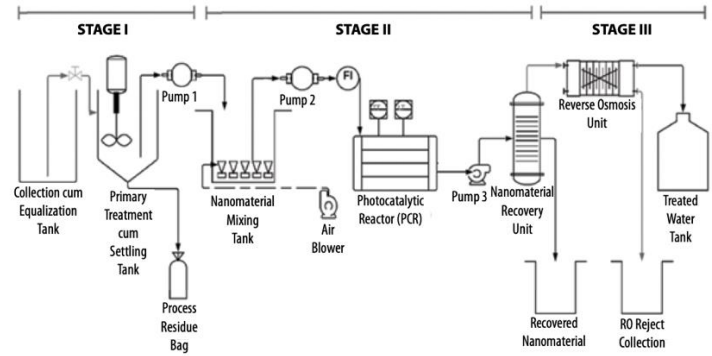 STAGE I
STAGE II
STAGE III
Pump 1
Pump 2
FI
Reverse Osmosis
Unit
Collection cum
Equalization
Tank
Primary
Treatment
cum
Settling
Tank
Nanomaterial
Mixing
Tank
Air
Blower
Photocatalytic
Reactor (PCR)
Pump 3
Nanomaterial
Recovery
Unit
Treated
Water
Tank
Process
Residue
Bag
Recovered
Nanomaterial
RO Reject
Collection